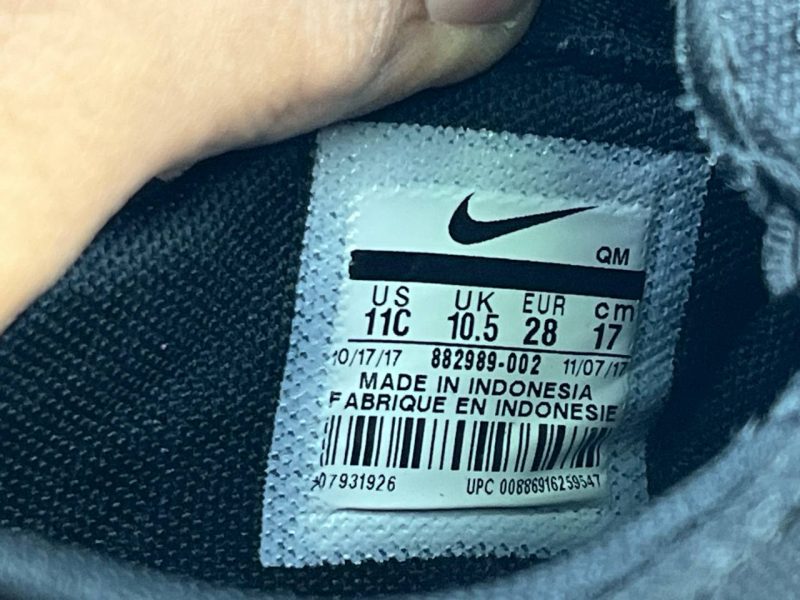 QM
US UK EUR cm
11C 10.5 28 17
10/17/17 882989-002 11/07/17
MADE IN INDONESIA
FABRIQUE EN INDONESIE
07931926 UPC 00886916259547